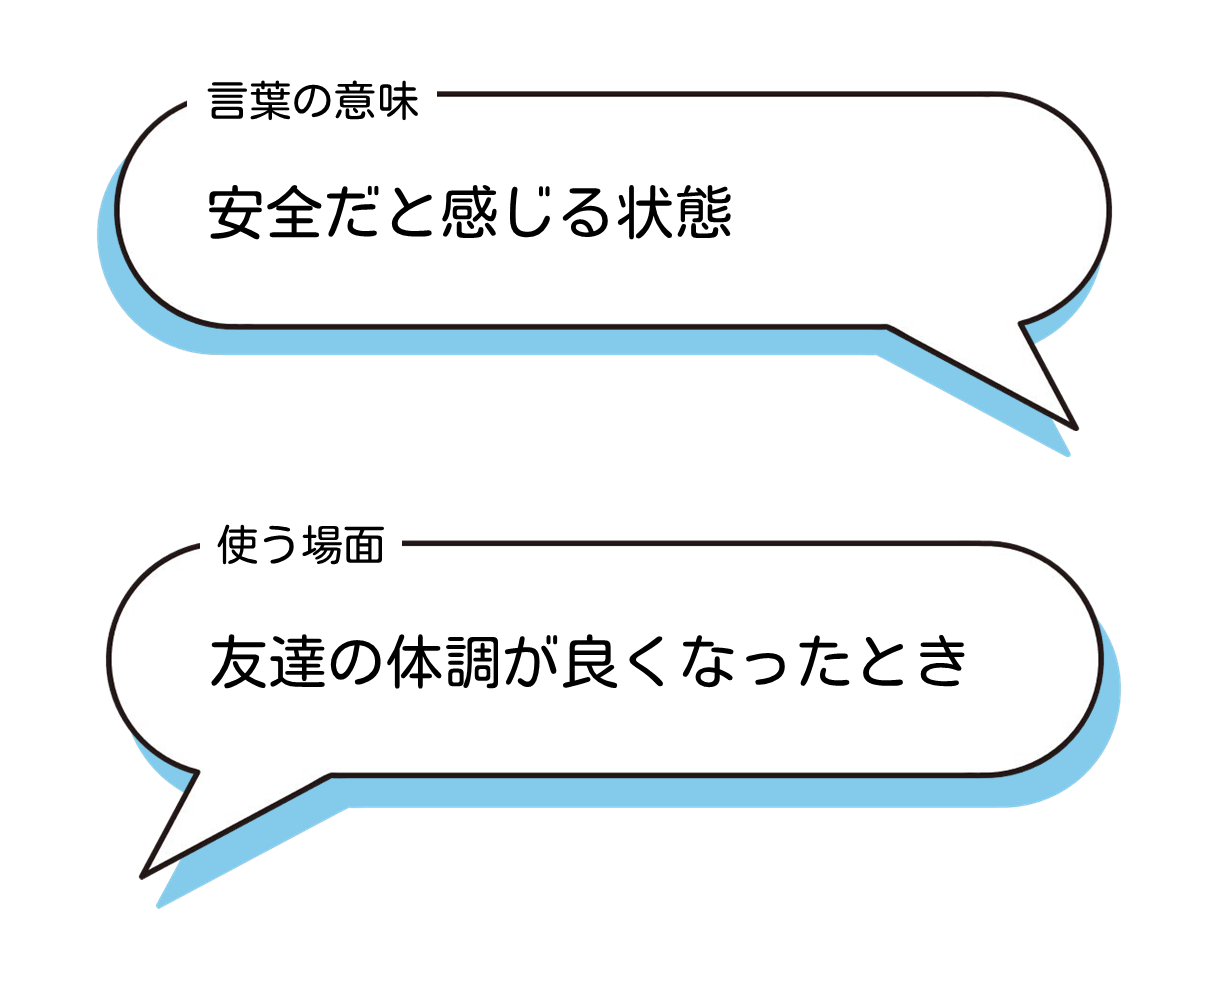 言葉の意味
安全だと感じる状態
使う場面
友達の体調が良くなったとき